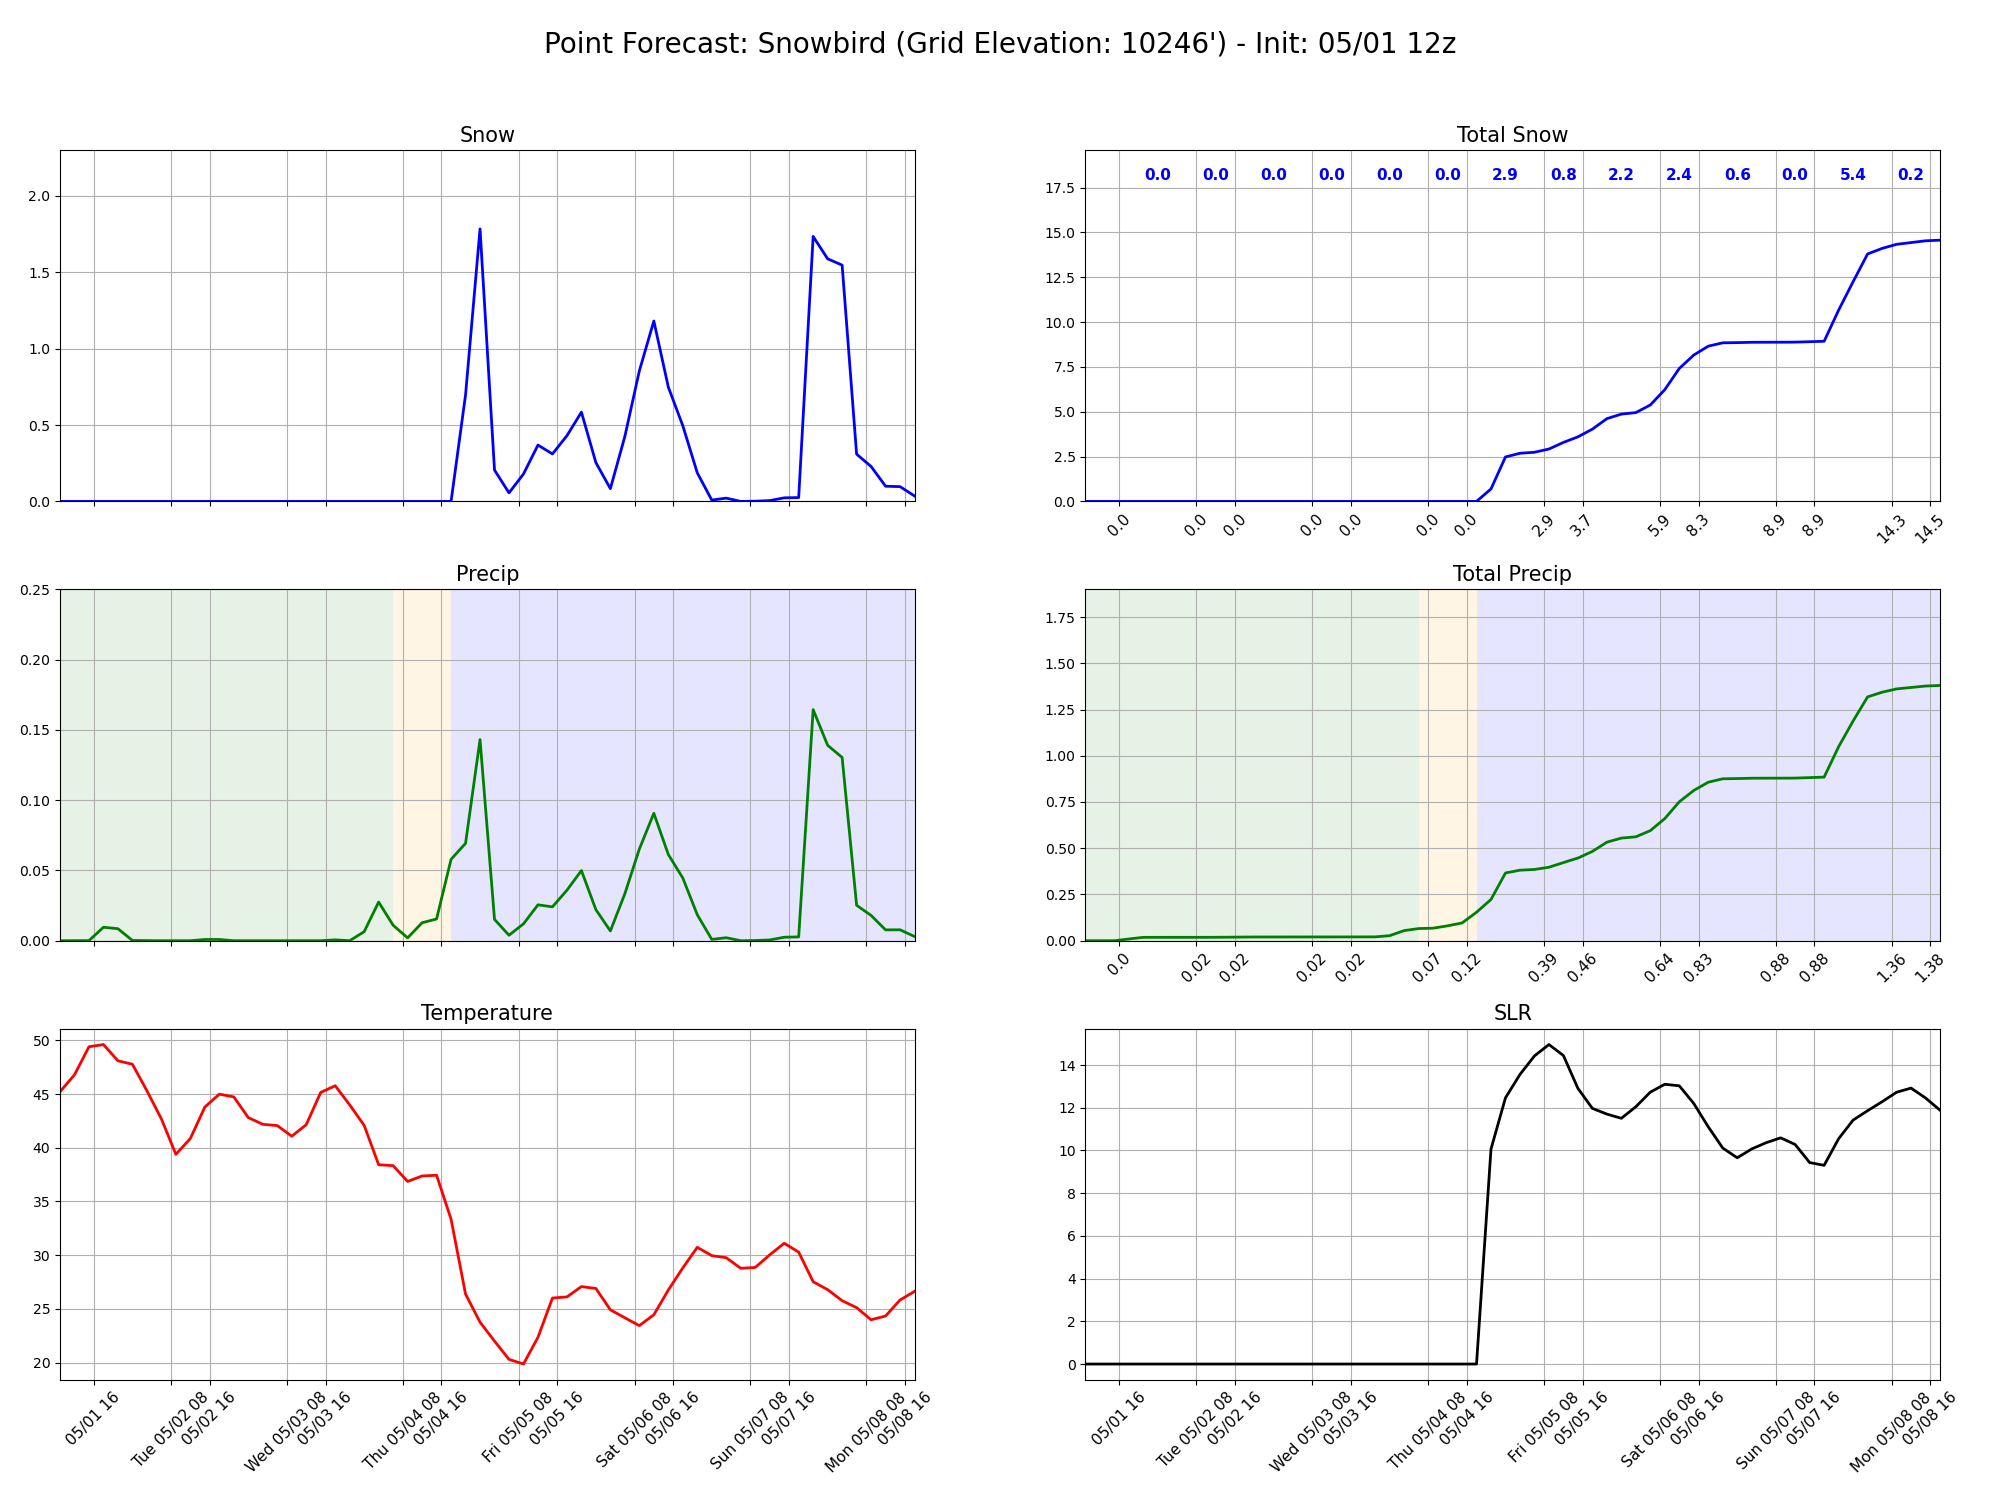 Point Forecast: Snowbird (Grid Elevation: 10246') - Init: 05/01 12z
Snow
2.0
1.5
1.0
0.5
0.0
Total Snow
0.0 0.0 0.0 0.0 0.0 0.0 2.9 0.8 2.2 2.4 0.6 0.0 5.4 0.2
17.5
15.0
12.5
10.0
7.5
5.0
2.5
0.0
0.0 0.0 0.0 0.0 0.0 0.0 0.0 2.9 3.7 5.9 8.3 8.9 8.9 14.3 14.5
Precip
0.25
0.20
0.15
0.10
0.05
0.00
Total Precip
1.75
1.50
1.25
1.00
0.75
0.50
0.25
0.00
0.0 0.02 0.02 0.02 0.02 0.07 0.12 0.39 0.46 0.64 0.83 0.88 0.88 1.36 1.38
Temperature
50
45
40
35
30
25
20
05/01 16
Tue 05/02 08
05/02 16
Wed 05/03 08
05/03 16
Thu 05/04 08
05/04 16
Fri 05/05 08
05/05 16
Sat 05/06 08
05/06 16
Sun 05/07 08
05/07 16
Mon 05/08 08
05/08 16
SLR
14
12
10
8
6
4
2
0
05/01 16
Tue 05/02 08
05/02 16
Wed 05/03 08
05/03 16
Thu 05/04 08
05/04 16
Fri 05/05 08
05/05 16
Sat 05/06 08
05/06 16
Sun 05/07 08
05/07 16
Mon 05/08 08
05/08 16